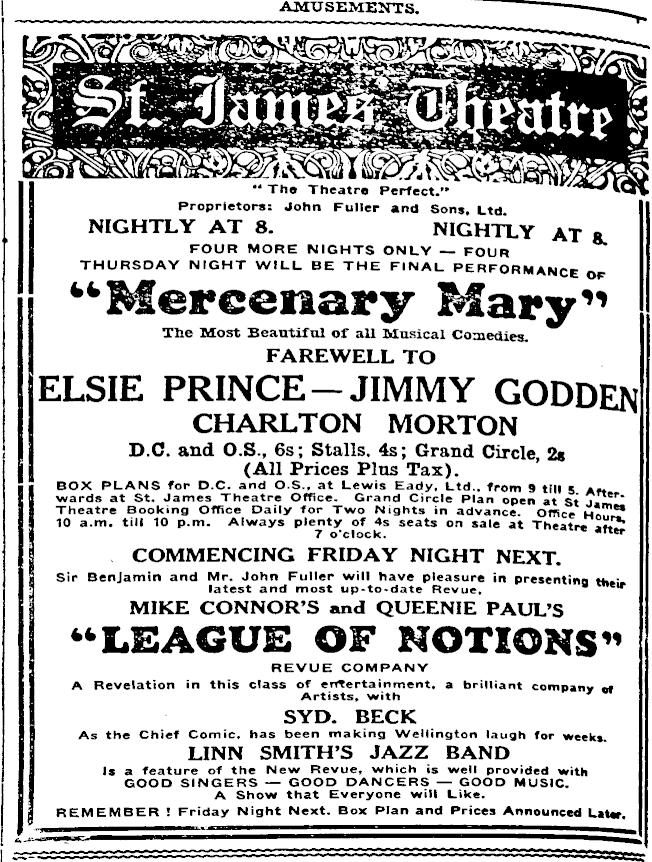 AMUSEMENTS.
St. James Theatre
"The Theatre Perfect."
Proprietors: John Fuller and Sons, Ltd.
NIGHTLY AT 8. NIGHTLY AT 8.
FOUR MORE NIGHTS ONLY — FOUR
THURSDAY NIGHT WILL BE THE FINAL PERFORMANCE OF
"Mercenary Mary"
The Most Beautiful of all Musical Comedies.
FAREWELL TO
ELSIE PRINCE — JIMMY GODDEN
CHARLTON MORTON
D.C. and O.S., 6s; Stalls. 4s; Grand Circle, 2s
(All Prices Plus Tax).
BOX PLANS for D.C. and O.S., at Lewis Eady, Ltd., from 9 till 5. After-
wards at St. James Theatre Office. Grand Circle Plan open at St James
Theatre Booking Office Daily for Two Nights in advance. Office Hours,
10 a.m. till 10 p.m. Always plenty of 4s seats on sale at Theatre after
7 o'clock.
COMMENCING FRIDAY NIGHT NEXT.
Sir Benjamin and Mr. John Fuller will have pleasure in presenting their
latest and most up-to-date Revue,
MIKE CONNOR'S and QUEENIE PAUL'S
"LEAGUE OF NOTIONS"
REVUE COMPANY
A Revelation in this class of entertainment, a brilliant company of
Artists, with
SYD. BECK
As the Chief Comic, has been making Wellington laugh for weeks.
LINN SMITH'S JAZZ BAND
Is a feature of the New Revue, which is well provided with
GOOD SINGERS — GOOD DANCERS — GOOD MUSIC.
A Show that Everyone will Like.
REMEMBER ! Friday Night Next. Box Plan and Prices Announced Later.